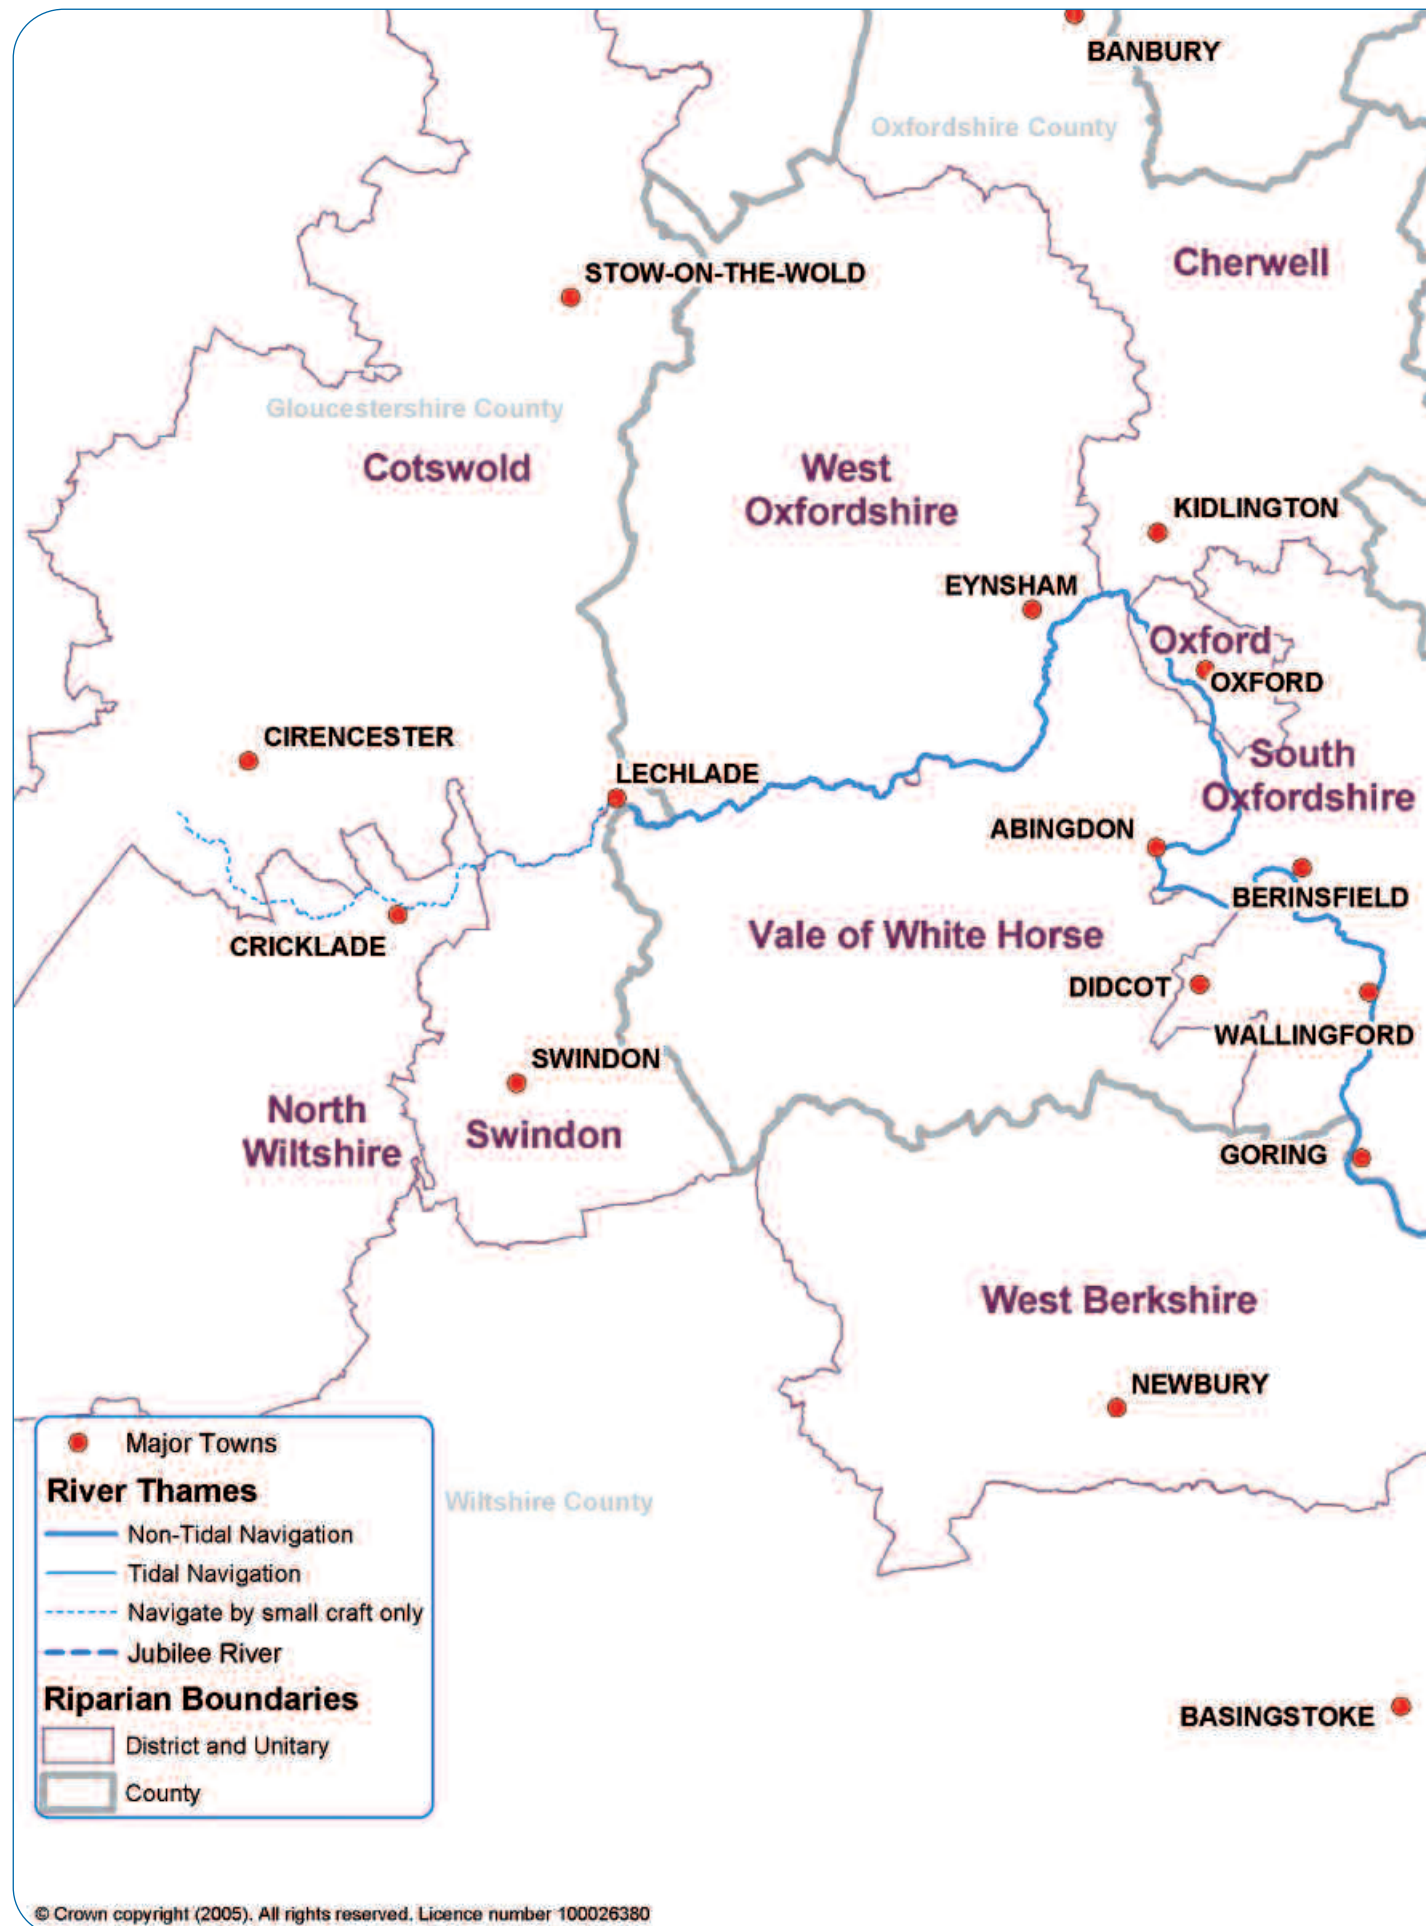 BANBURY
Oxfordshire County
Cherwell
STOW-ON-THE-WOLD
Gloucestershire County
Cotswold
West
Oxfordshire
KIDLINGTON
EYNSHAM
Oxford
OXFORD
CIRENCESTER
South
Oxfordshire
LECHLADE
ABINGDON
BERINSFIELD
CRICKLADE
Vale of White Horse
DIDCOT
WALLINGFORD
SWINDON
North
Wiltshire
Swindon
GORING
West Berkshire
NEWBURY
Major Towns
River Thames
Non-Tidal Navigation
Tidal Navigation
Navigate by small craft only
Jubilee River
Riparian Boundaries
District and Unitary
County
Wiltshire County
BASINGSTOKE
© Crown copyright (2005). All rights reserved. Licence number 100026380